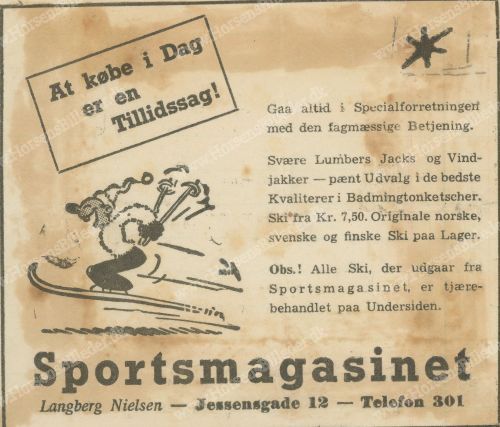 At købe i Dag
er en
Tillidssag!
Gaa altid i Specialforretningen
med den fagmæssige Betjening.
Svære Lumbers Jacks og Vind-
jakker — pænt Udvalg i de bedste
Kvaliterer i Badmingtonketscher.
Ski fra Kr. 7,50. Originale norske,
svenske og finske Ski paa Lager.
Obs.! Alle Ski, der udgaar fra
Sportsmagasinet, er tjære-
behandlet paa Undersiden.
Sportsmagasinet
Langberg Nielsen — Jessensgade 12 — Telefon 301